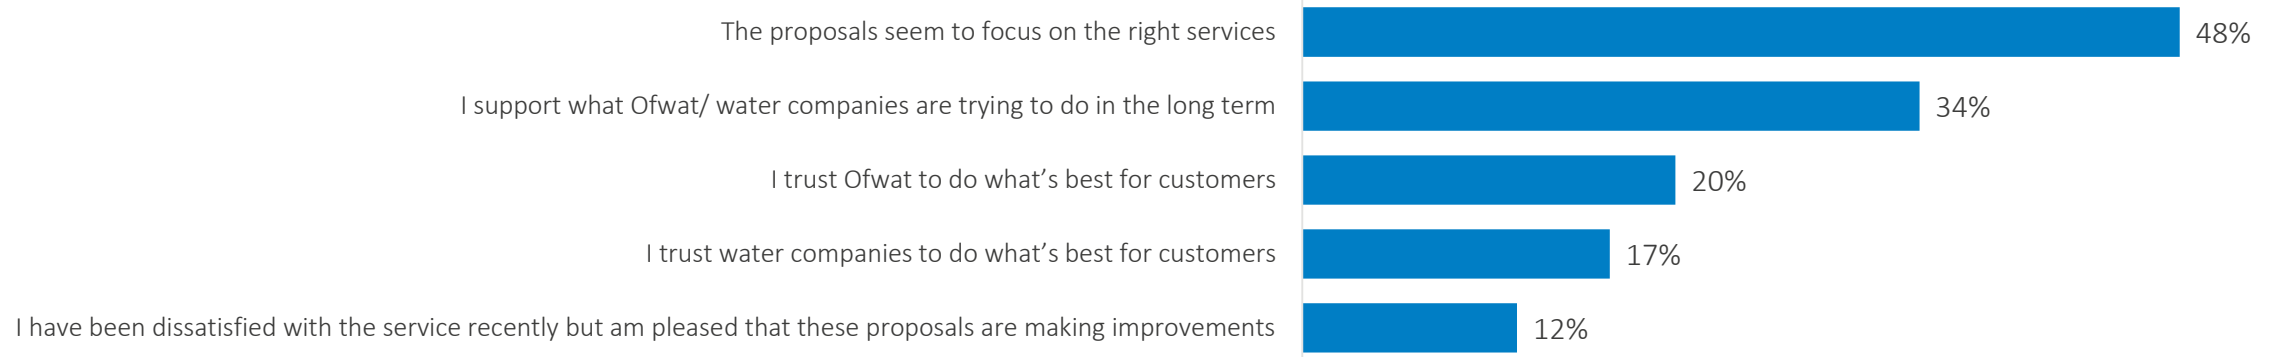 The proposals seem to focus on the right services 48%
I support what Ofwat/ water companies are trying to do in the long term 34%
I trust Ofwat to do what’s best for customers 20%
I trust water companies to do what’s best for customers 17%
I have been dissatisfied with the service recently but am pleased that these proposals are making improvements 12%